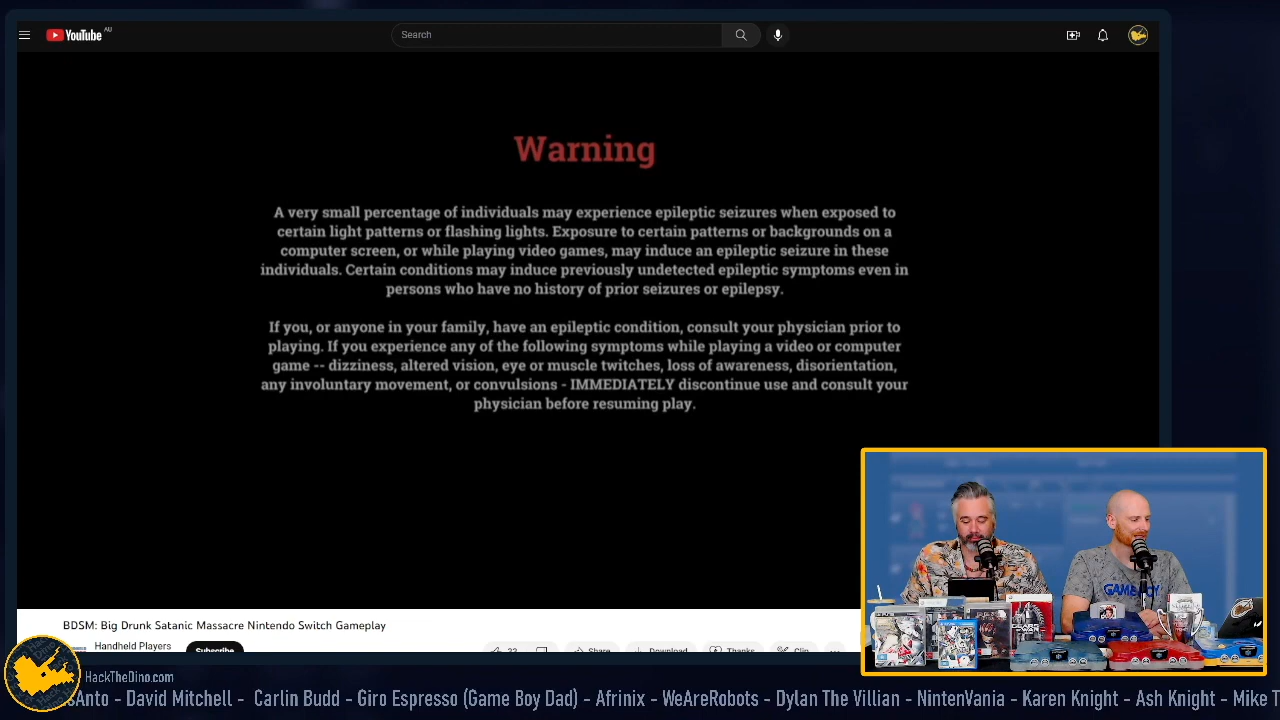 YouTube AU
Search
Warning
A very small percentage of individuals may experience epileptic seizures when exposed to
certain light patterns or flashing lights. Exposure to certain patterns or backgrounds on a
computer screen, or while playing video games, may induce an epileptic seizure in these
individuals. Certain conditions may induce previously undetected epileptic symptoms even in
persons who have no history of prior seizures or epilepsy.
If you, or anyone in your family, have an epileptic condition, consult your physician prior to
playing. If you experience any of the following symptoms while playing a video or computer
game -- dizziness, altered vision, eye or muscle twitches, loss of awareness, disorientation,
any involuntary movement, or convulsions - IMMEDIATELY discontinue use and consult your
physician before resuming play.
GAMEBOY
BDSM: Big Drunk Satanic Massacre Nintendo Switch Gameplay
Handheld Players
Subscribe
33
Share
Download
Thanks
Clip
HackTheDino.com
sAnto - David Mitchell - Carlin Budd - Giro Espresso (Game Boy Dad) - Afrinix - WeAreRobots - Dylan The Villian - NintenVania - Karen Knight - Ash Knight - Mike T